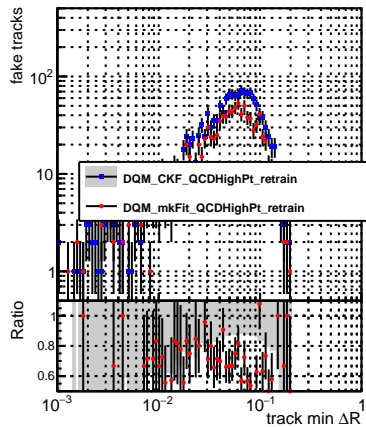 fake tracks
10²
10
1
DQM_CKF_QCDHighPt_retrain
DQM_mkFit_QCDHighPt_retrain
Ratio
1
0.8
0.6
10⁻³ 10⁻² 10⁻¹ 1
track min ΔR